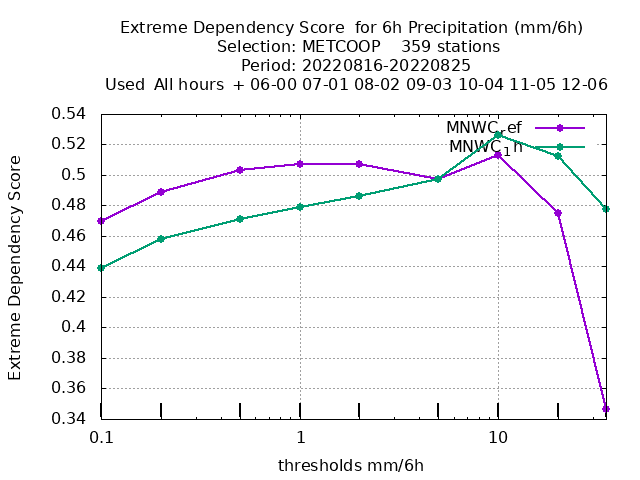 Extreme Dependency Score  for 6h Precipitation (mm/6h)
Selection: METCOOP    359 stations
Period: 20220816-20220825
Used  All hours  + 06-00 07-01 08-02 09-03 10-04 11-05 12-06
0.54
MNWC_ref
0.52
MNWC_1h
0.5
0.48
0.46
0.44
0.42
0.4
0.38
0.36
0.34
Extreme Dependency Score
0.1 1 10
thresholds mm/6h